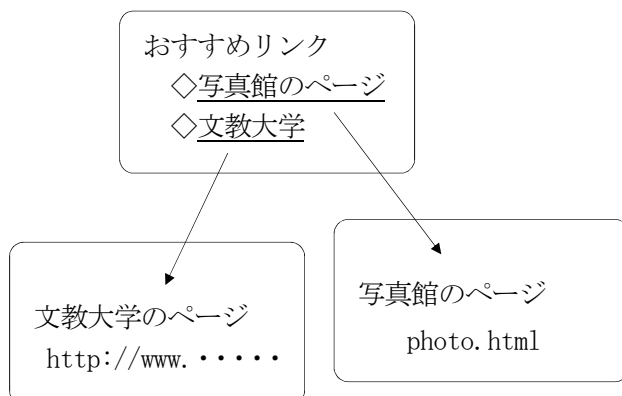 おすすめリンク
◇写真館のページ
◇文教大学
文教大学のページ
http://www.・・・・・
写真館のページ
photo.html